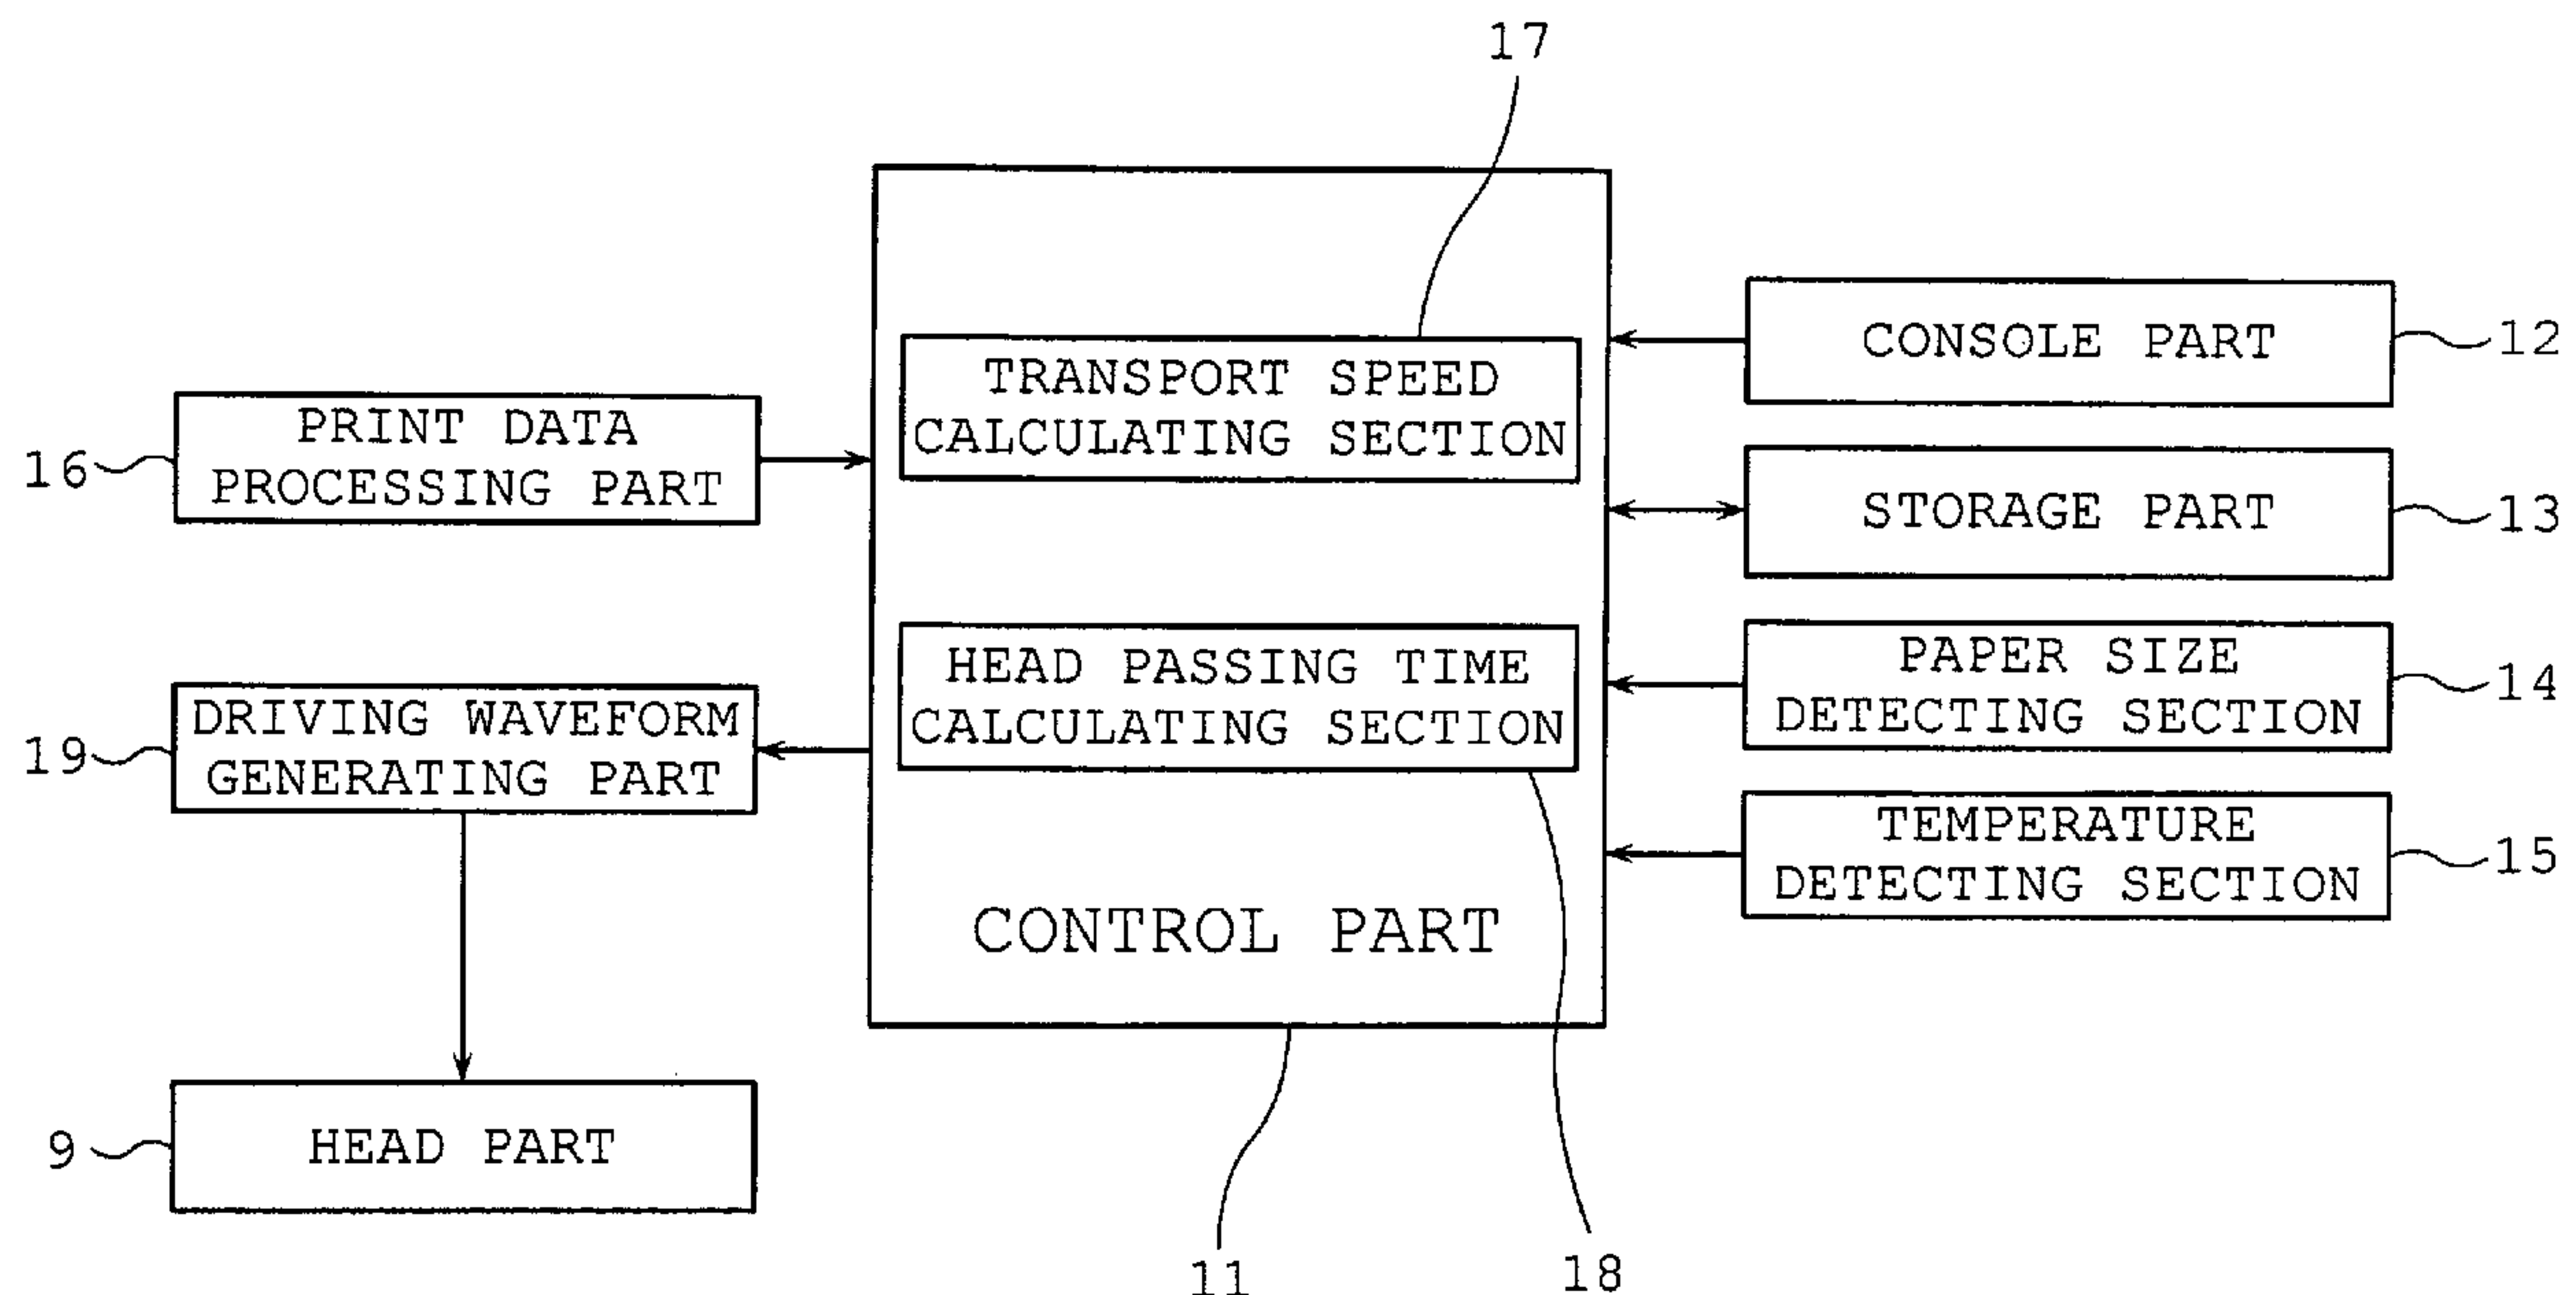 17
TRANSPORT SPEED
CALCULATING SECTION
CONSOLE PART
12
PRINT DATA
PROCESSING PART
16
STORAGE PART
13
HEAD PASSING TIME
CALCULATING SECTION
PAPER SIZE
DETECTING SECTION
14
DRIVING WAVEFORM
GENERATING PART
19
TEMPERATURE
DETECTING SECTION
15
CONTROL PART
9
HEAD PART
11
18